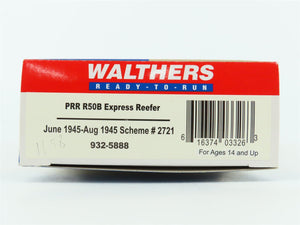 WALTHERS
READY-TO-RUN
PRR R50B Express Reefer
June 1945-Aug 1945 Scheme # 2721
932-5888
6 16374 03326 3
For Ages 14 and Up